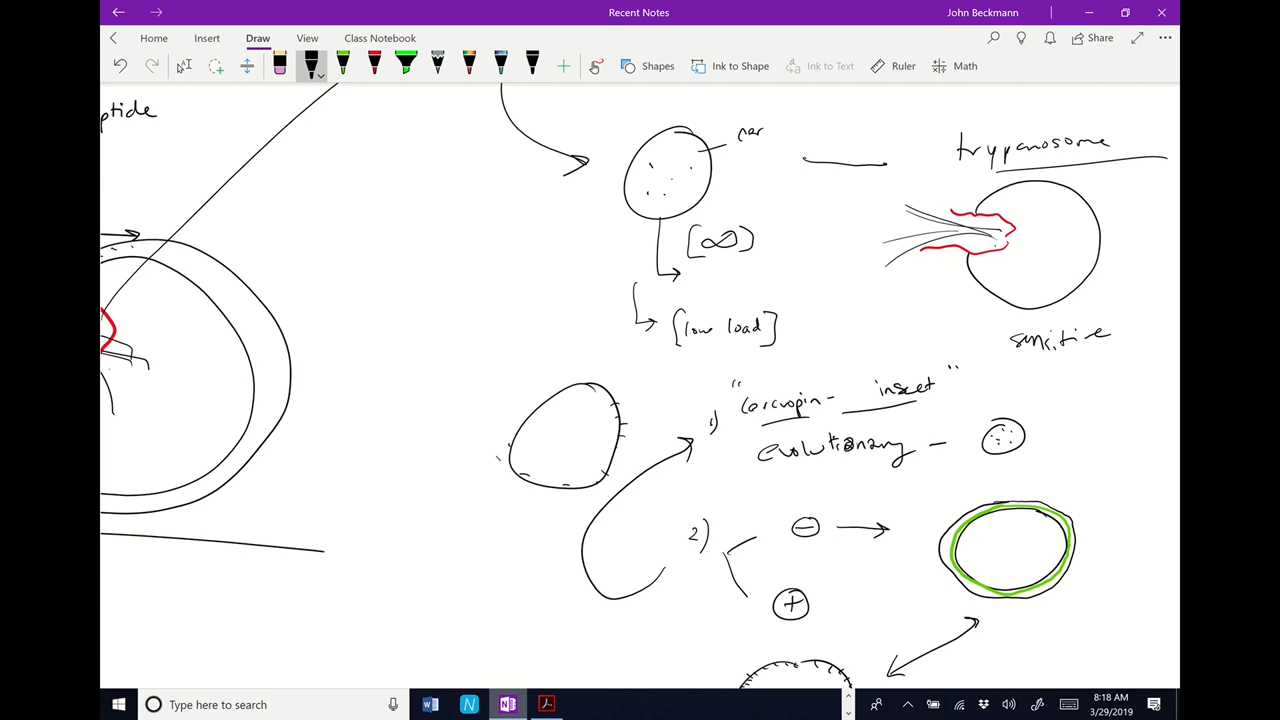 Recent Notes
John Beckmann
Home Insert Draw View Class Notebook
Share
Shapes
Ink to Shape
Ink to Text
Ruler
Math
ptide
trypanosome
[∞]
[low load]
sensitive
1) insect"
evolutionary –
2) ⊖
⊕
Type here to search
8:18 AM
3/29/2019